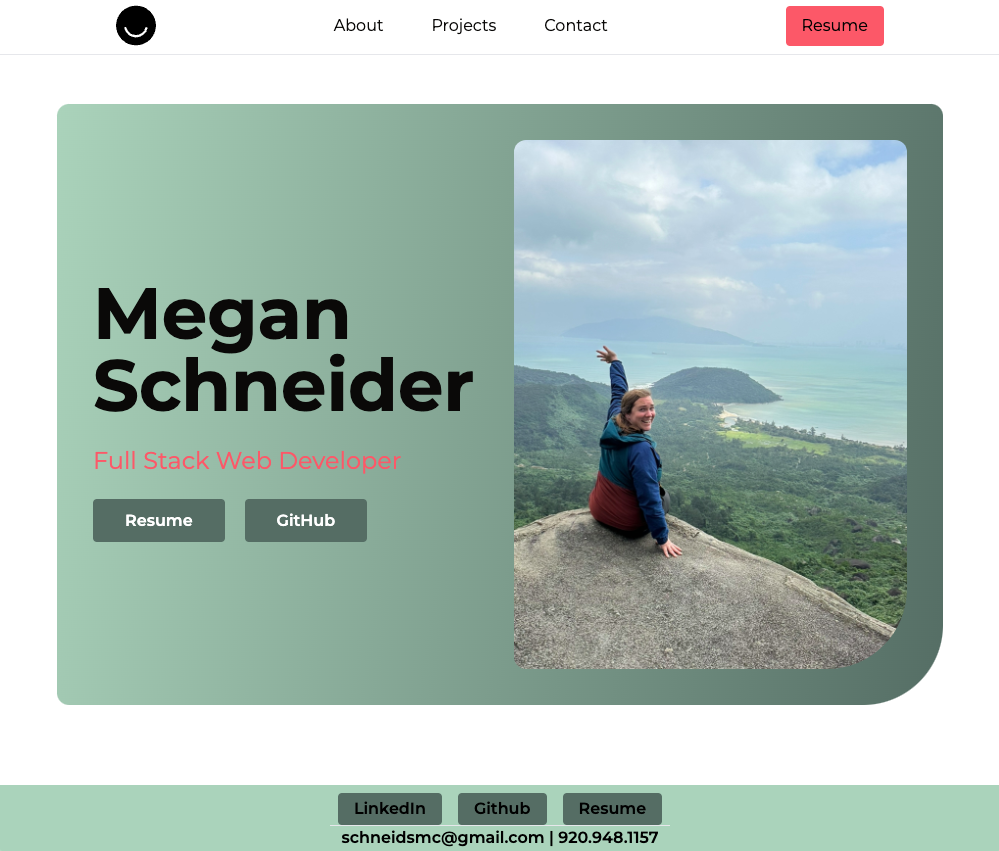 About
Projects
Contact
Resume
Megan
Schneider
Full Stack Web Developer
Resume
GitHub
LinkedIn
Github
Resume
schneidsmc@gmail.com | 920.948.1157